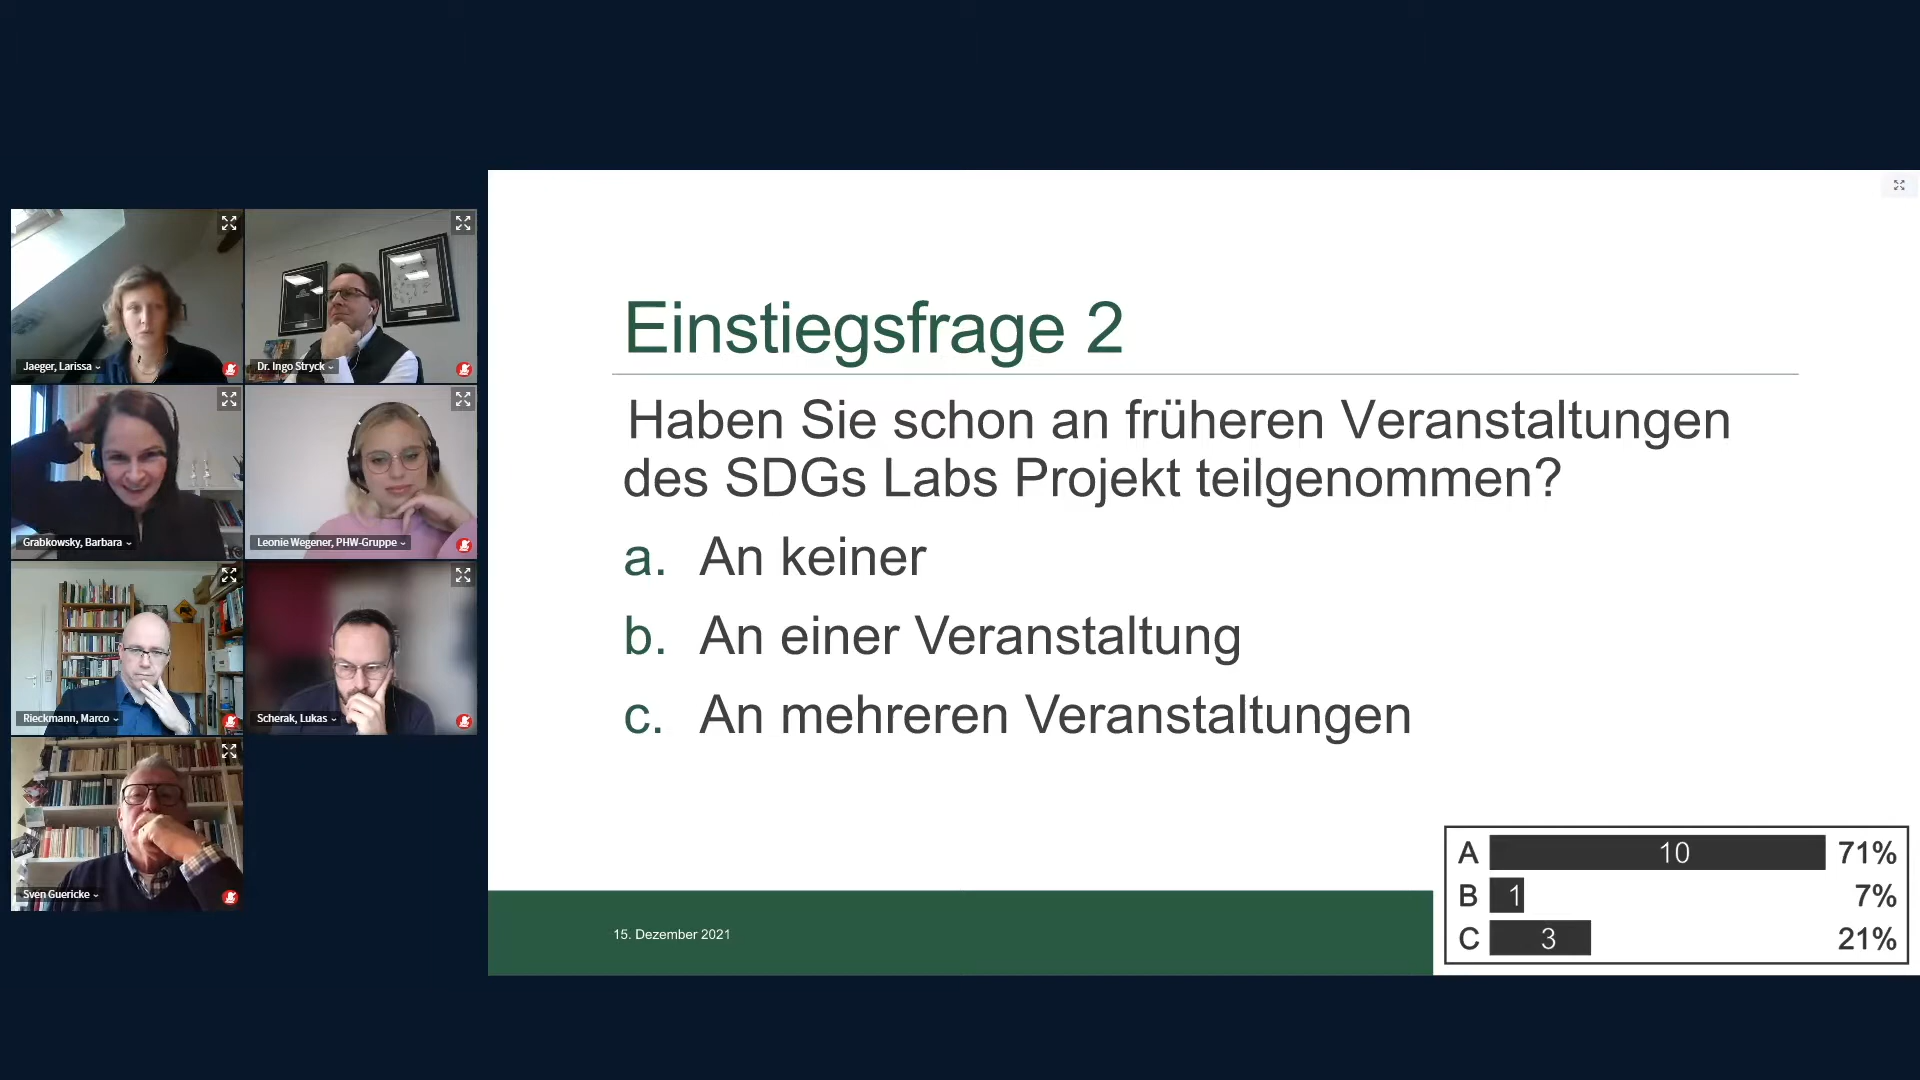 Jaeger, Larissa
Dr. Ingo Stryck
Grabkowsky, Barbara
Leonie Wegener, PHW-Gruppe
Rieckmann, Marco
Scherak, Lukas
Sven Guericke
Einstiegsfrage 2
Haben Sie schon an früheren Veranstaltungen
des SDGs Labs Projekt teilgenommen?
a. An keiner
b. An einer Veranstaltung
c. An mehreren Veranstaltungen
15. Dezember 2021
A 10 71%
B 1 7%
C 3 21%